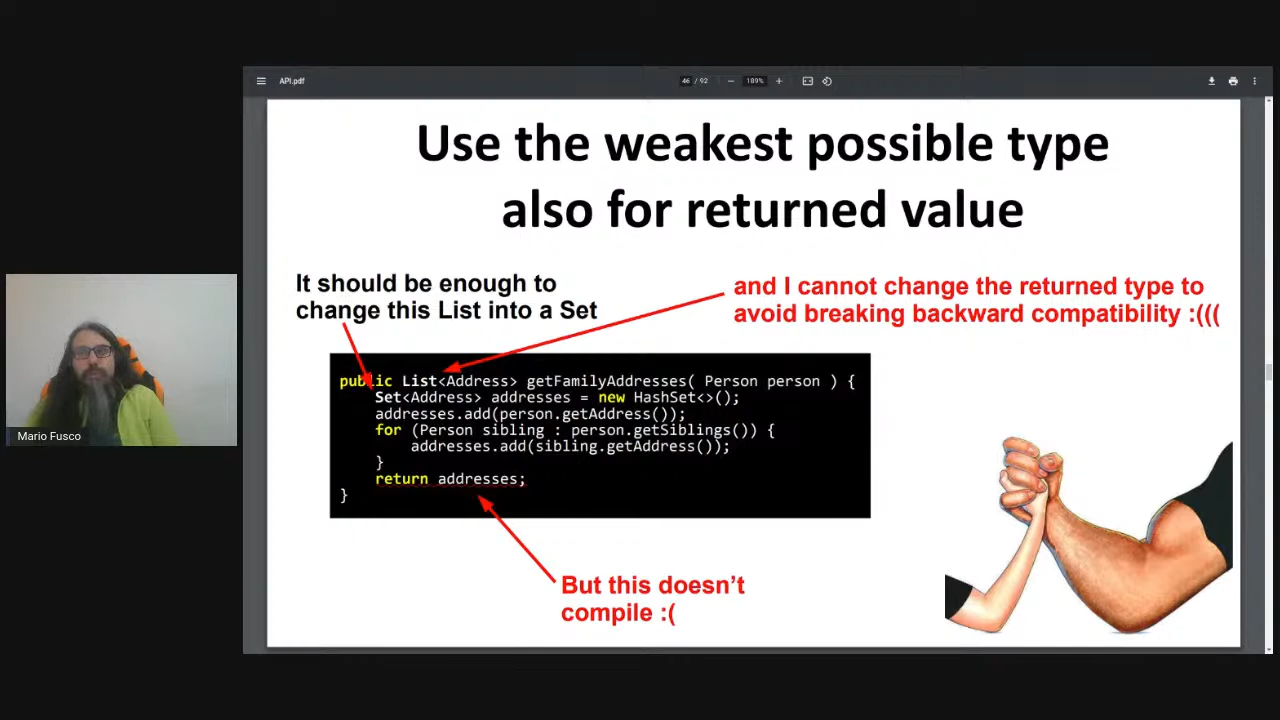 API.pdf
46 / 92
189%
Use the weakest possible type
also for returned value
It should be enough to
change this List into a Set
and I cannot change the returned type to
avoid breaking backward compatibility :(((
public List<Address> getFamilyAddresses( Person person ) {
Set<Address> addresses = new HashSet<>();
addresses.add(person.getAddress());
for (Person sibling : person.getSiblings()) {
addresses.add(sibling.getAddress());
}
return addresses;
}
But this doesn’t
compile :(
Mario Fusco